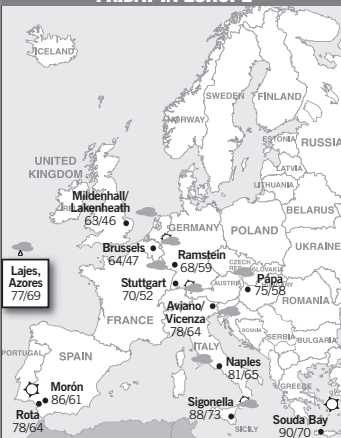 FRIDAY IN EUROPE
ICELAND
SWEDEN
FINLAND
NORWAY
ESTONIA
RUSSIA
LATVIA
LITHUANIA
UNITED
KINGDOM
Mildenhall/
Lakenheath
63/46
BELARUS
GERMANY
POLAND
Brussels
64/47
UKRAINE
Lajes,
Azores
77/69
Ramstein
68/59
CZECH
SLOVAKIA
Stuttgart
70/52
AUSTRIA
Pápa
75/58
FRANCE
Aviano/
Vicenza
78/64
ROMANIA
BOSNIA
SERBIA
BULGARIA
ITALY
PORTUGAL
SPAIN
Naples
81/65
Morón
86/61
GREECE
Rota
78/64
Sigonella
88/73
SICILY
Souda Bay
90/70